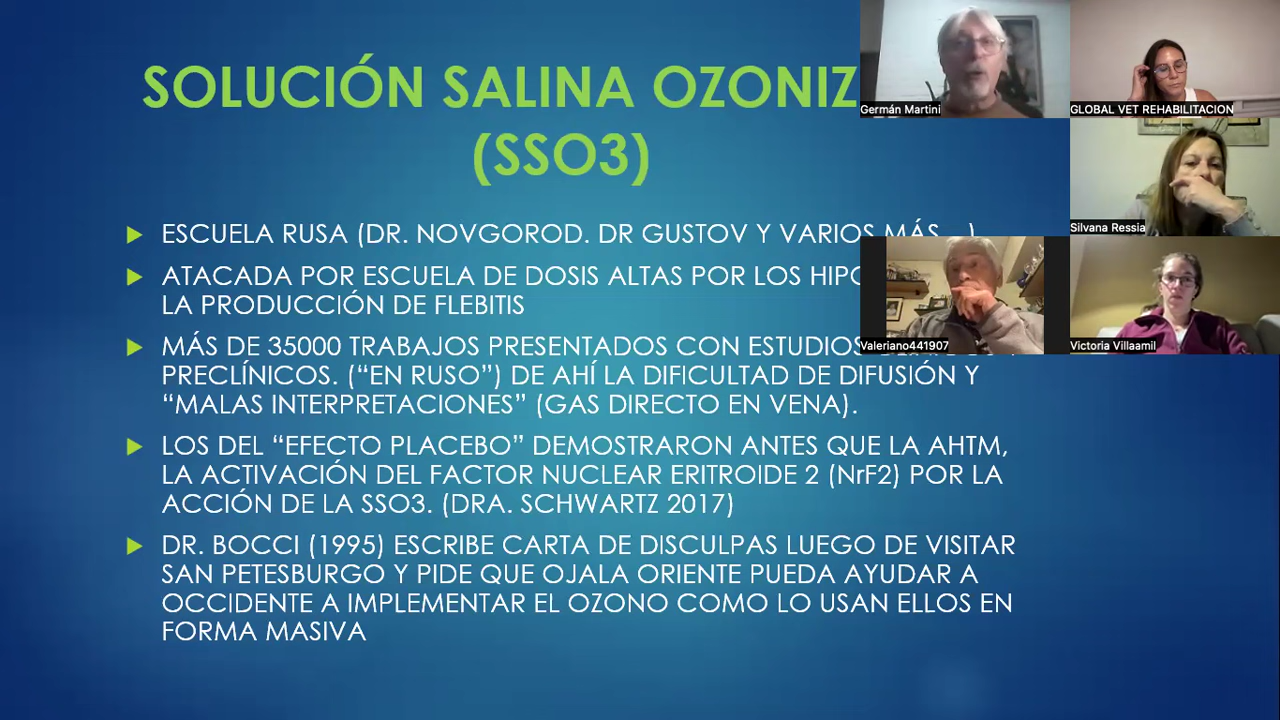 SOLUCIÓN SALINA OZONIZ
(SSO3)
ESCUELA RUSA (DR. NOVGOROD. DR GUSTOV Y VARIOS MÁS...)
ATACADA POR ESCUELA DE DOSIS ALTAS POR LOS
LA PRODUCCIÓN DE FLEBITIS
MÁS DE 35000 TRABAJOS PRESENTADOS CON ESTUDIOS
PRECLÍNICOS. (“EN RUSO”) DE AHÍ LA DIFICULTAD DE DIFUSIÓN Y
“MALAS INTERPRETACIONES” (GAS DIRECTO EN VENA).
LOS DEL “EFECTO PLACEBO” DEMOSTRARON ANTES QUE LA AHTM,
LA ACTIVACIÓN DEL FACTOR NUCLEAR ERITROIDE 2 (NrF2) POR LA
ACCIÓN DE LA SSO3. (DRA. SCHWARTZ 2017)
DR. BOCCI (1995) ESCRIBE CARTA DE DISCULPAS LUEGO DE VISITAR
SAN PETESBURGO Y PIDE QUE OJALA ORIENTE PUEDA AYUDAR A
OCCIDENTE A IMPLEMENTAR EL OZONO COMO LO USAN ELLOS EN
FORMA MASIVA
Germán Martini
GLOBAL VET REHABILITACION
Silvana Ressia
Valeriano441907
Victoria Villaamil